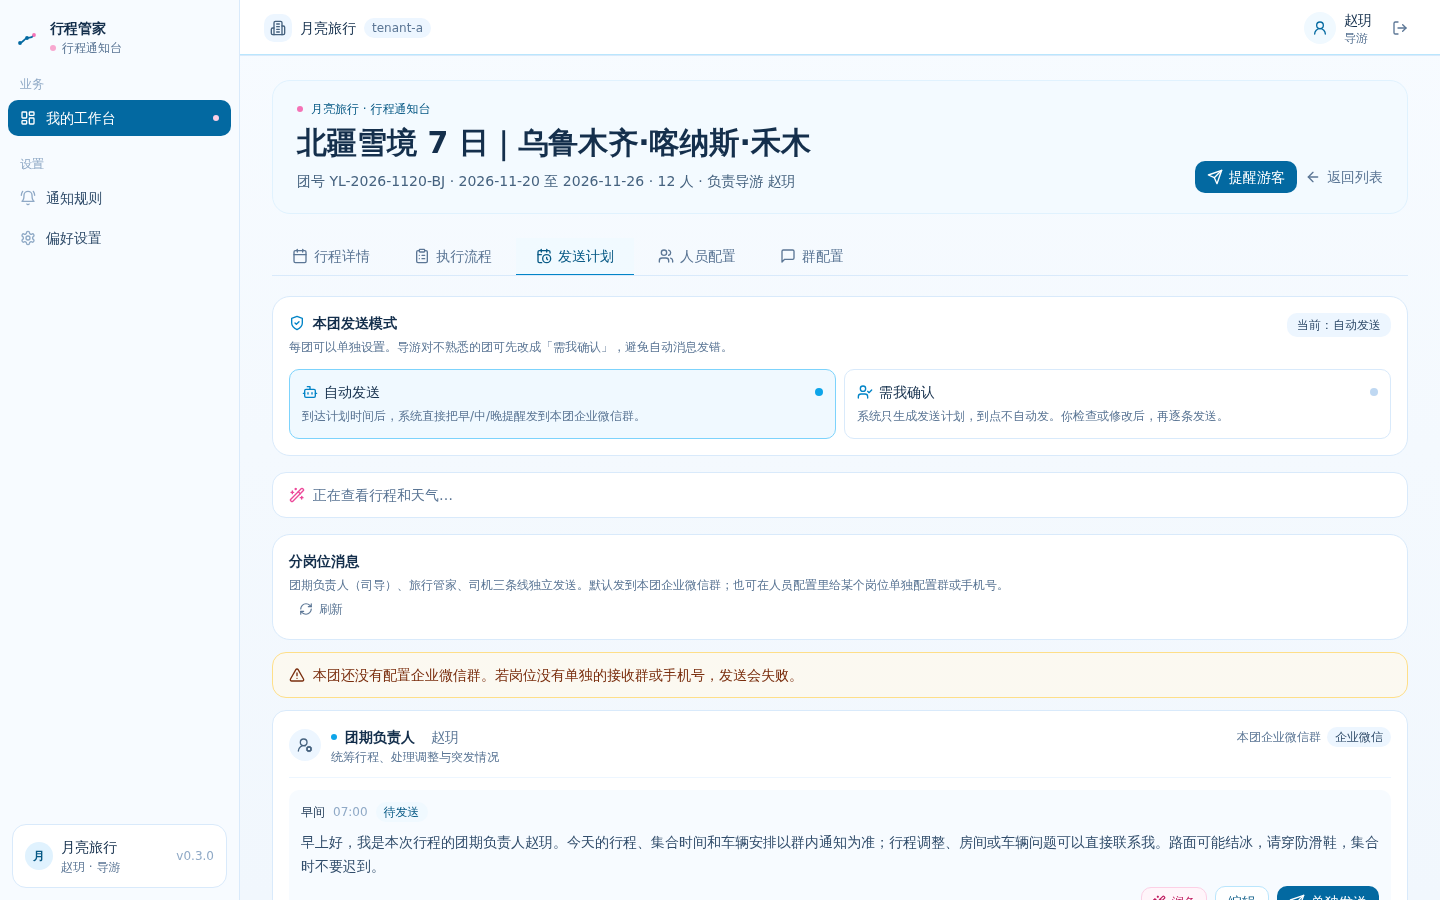 行程管家
行程通知台
业务
我的工作台
设置
通知规则
偏好设置
月
月亮旅行
赵玥 · 导游
v0.3.0
月亮旅行
tenant-a
赵玥
导游
月亮旅行 · 行程通知台
北疆雪境 7 日｜乌鲁木齐·喀纳斯·禾木
团号 YL-2026-1120-BJ · 2026-11-20 至 2026-11-26 · 12 人 · 负责导游 赵玥
提醒游客
返回列表
行程详情
执行流程
发送计划
人员配置
群配置
本团发送模式
当前：自动发送
每团可以单独设置。导游对不熟悉的团可先改成「需我确认」，避免自动消息发错。
自动发送
到达计划时间后，系统直接把早/中/晚提醒发到本团企业微信群。
需我确认
系统只生成发送计划，到点不自动发。你检查或修改后，再逐条发送。
正在查看行程和天气…
分岗位消息
团期负责人（司导）、旅行管家、司机三条线独立发送。默认发到本团企业微信群；也可在人员配置里给某个岗位单独配置群或手机号。
刷新
本团还没有配置企业微信群。若岗位没有单独的接收群或手机号，发送会失败。
团期负责人 赵玥
统筹行程、处理调整与突发情况
本团企业微信群
企业微信
早间 07:00 待发送
早上好，我是本次行程的团期负责人赵玥。今天的行程、集合时间和车辆安排以群内通知为准；行程调整、房间或车辆问题可以直接联系我。路面可能结冰，请穿防滑鞋，集合
时不要迟到。
润色
编辑
单独发送